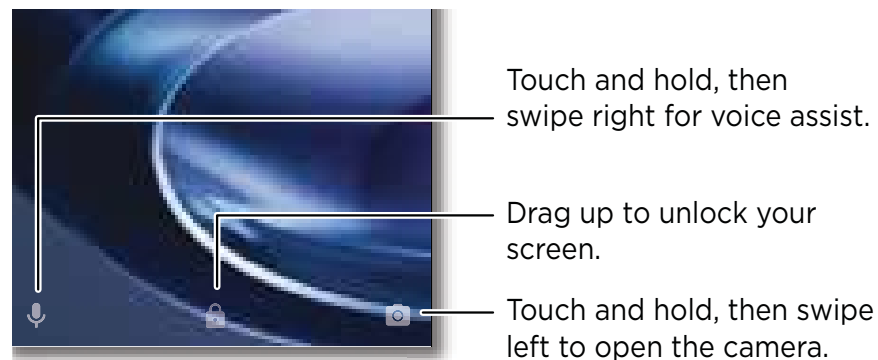 Touch and hold, then
swipe right for voice assist.
Drag up to unlock your
screen.
Touch and hold, then swipe
left to open the camera.